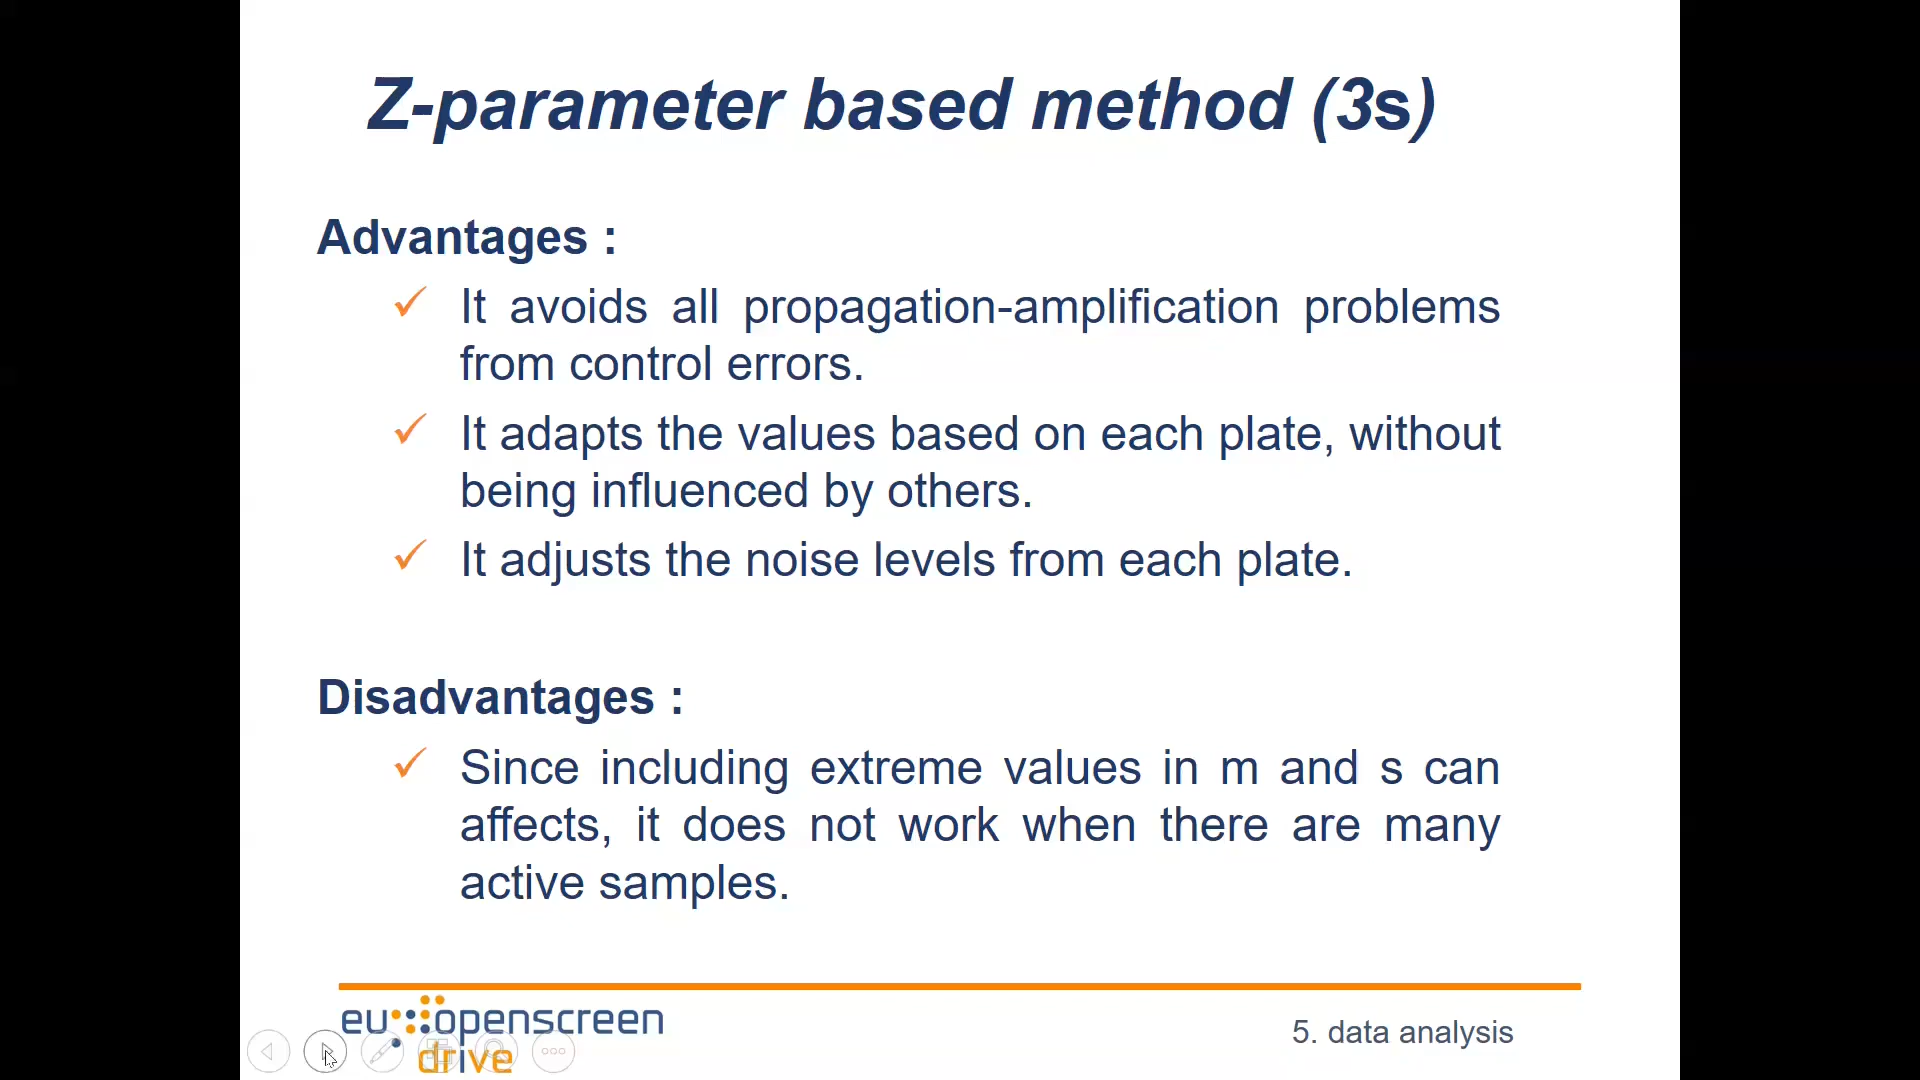 Z-parameter based method (3s)
Advantages :
It avoids all propagation-amplification problems
from control errors.
It adapts the values based on each plate, without
being influenced by others.
It adjusts the noise levels from each plate.
Disadvantages :
Since including extreme values in m and s can
affects, it does not work when there are many
active samples.
eu openscreen
drive
5. data analysis